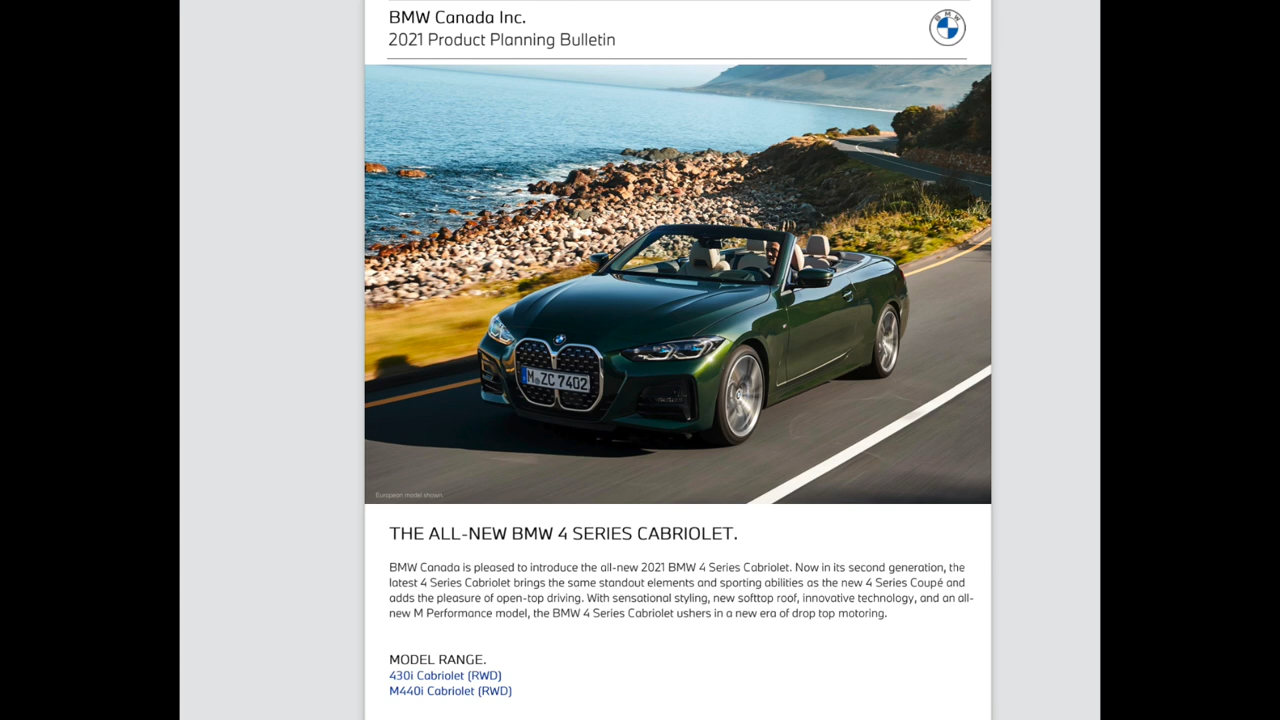 BMW Canada Inc.
2021 Product Planning Bulletin
BMW
M ZC 7402
European model shown
THE ALL-NEW BMW 4 SERIES CABRIOLET.
BMW Canada is pleased to introduce the all-new 2021 BMW 4 Series Cabriolet. Now in its second generation, the
latest 4 Series Cabriolet brings the same standout elements and sporting abilities as the new 4 Series Coupé and
adds the pleasure of open-top driving. With sensational styling, new softtop roof, innovative technology, and an all-
new M Performance model, the BMW 4 Series Cabriolet ushers in a new era of drop top motoring.
MODEL RANGE.
430i Cabriolet (RWD)
M440i Cabriolet (RWD)